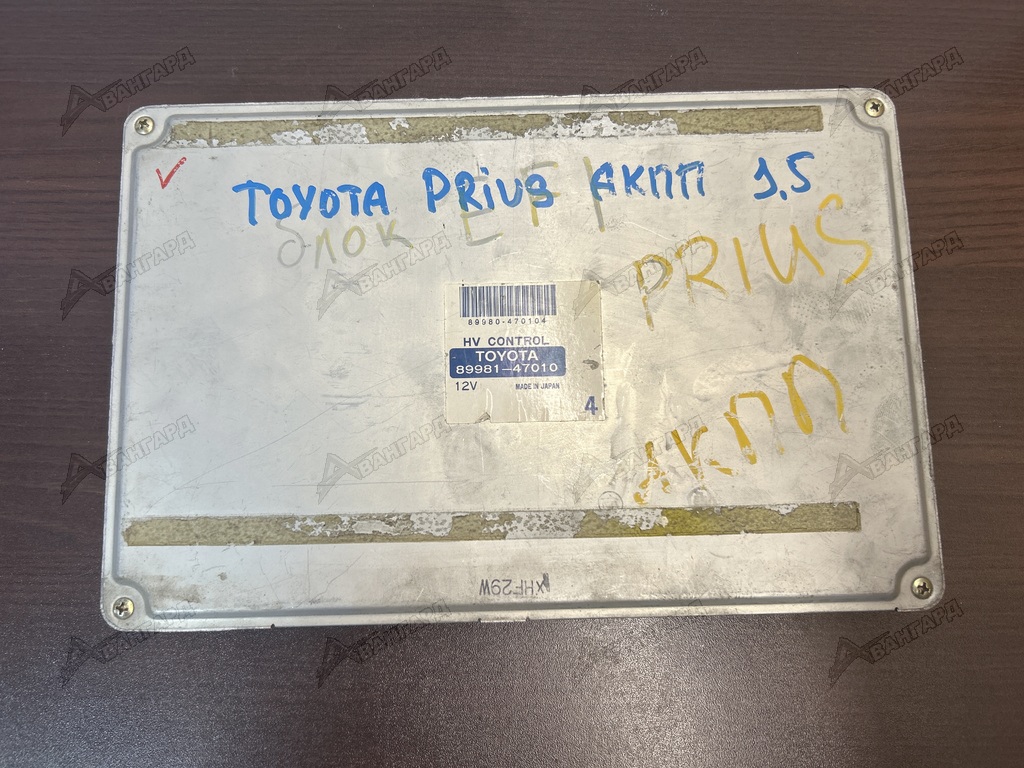 TOYOTA PRiUS АКПП 1.5
блок EFI
PRIUS
89980-470104
HV CONTROL
TOYOTA
89981-47010
12V MADE IN JAPAN
4
АКПП
XHF29W
АВАНГАРД